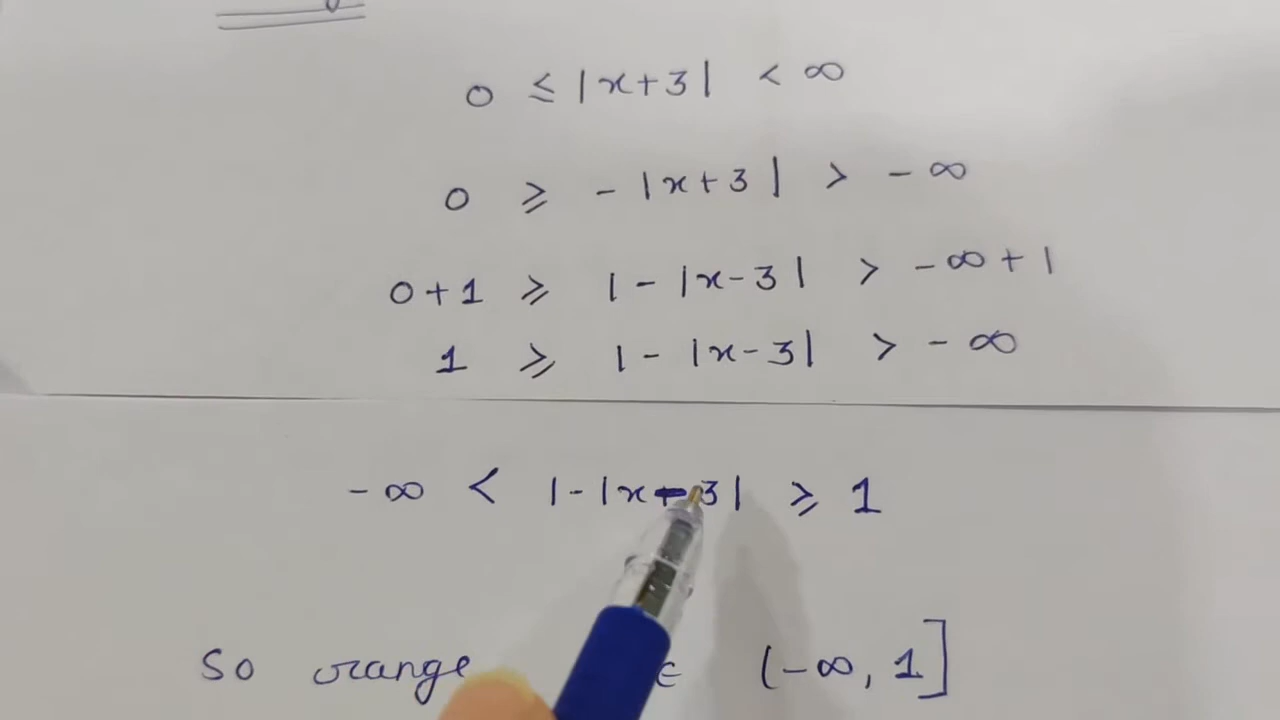 0 ≤ |x+3| < ∞
0 ≥ - |x+3| > - ∞
0+1 ≥ 1 - |x-3| > - ∞ + 1
1 ≥ 1 - |x-3| > - ∞
- ∞ < 1 - |x-3| ≥ 1
So range ∈ (-∞, 1]